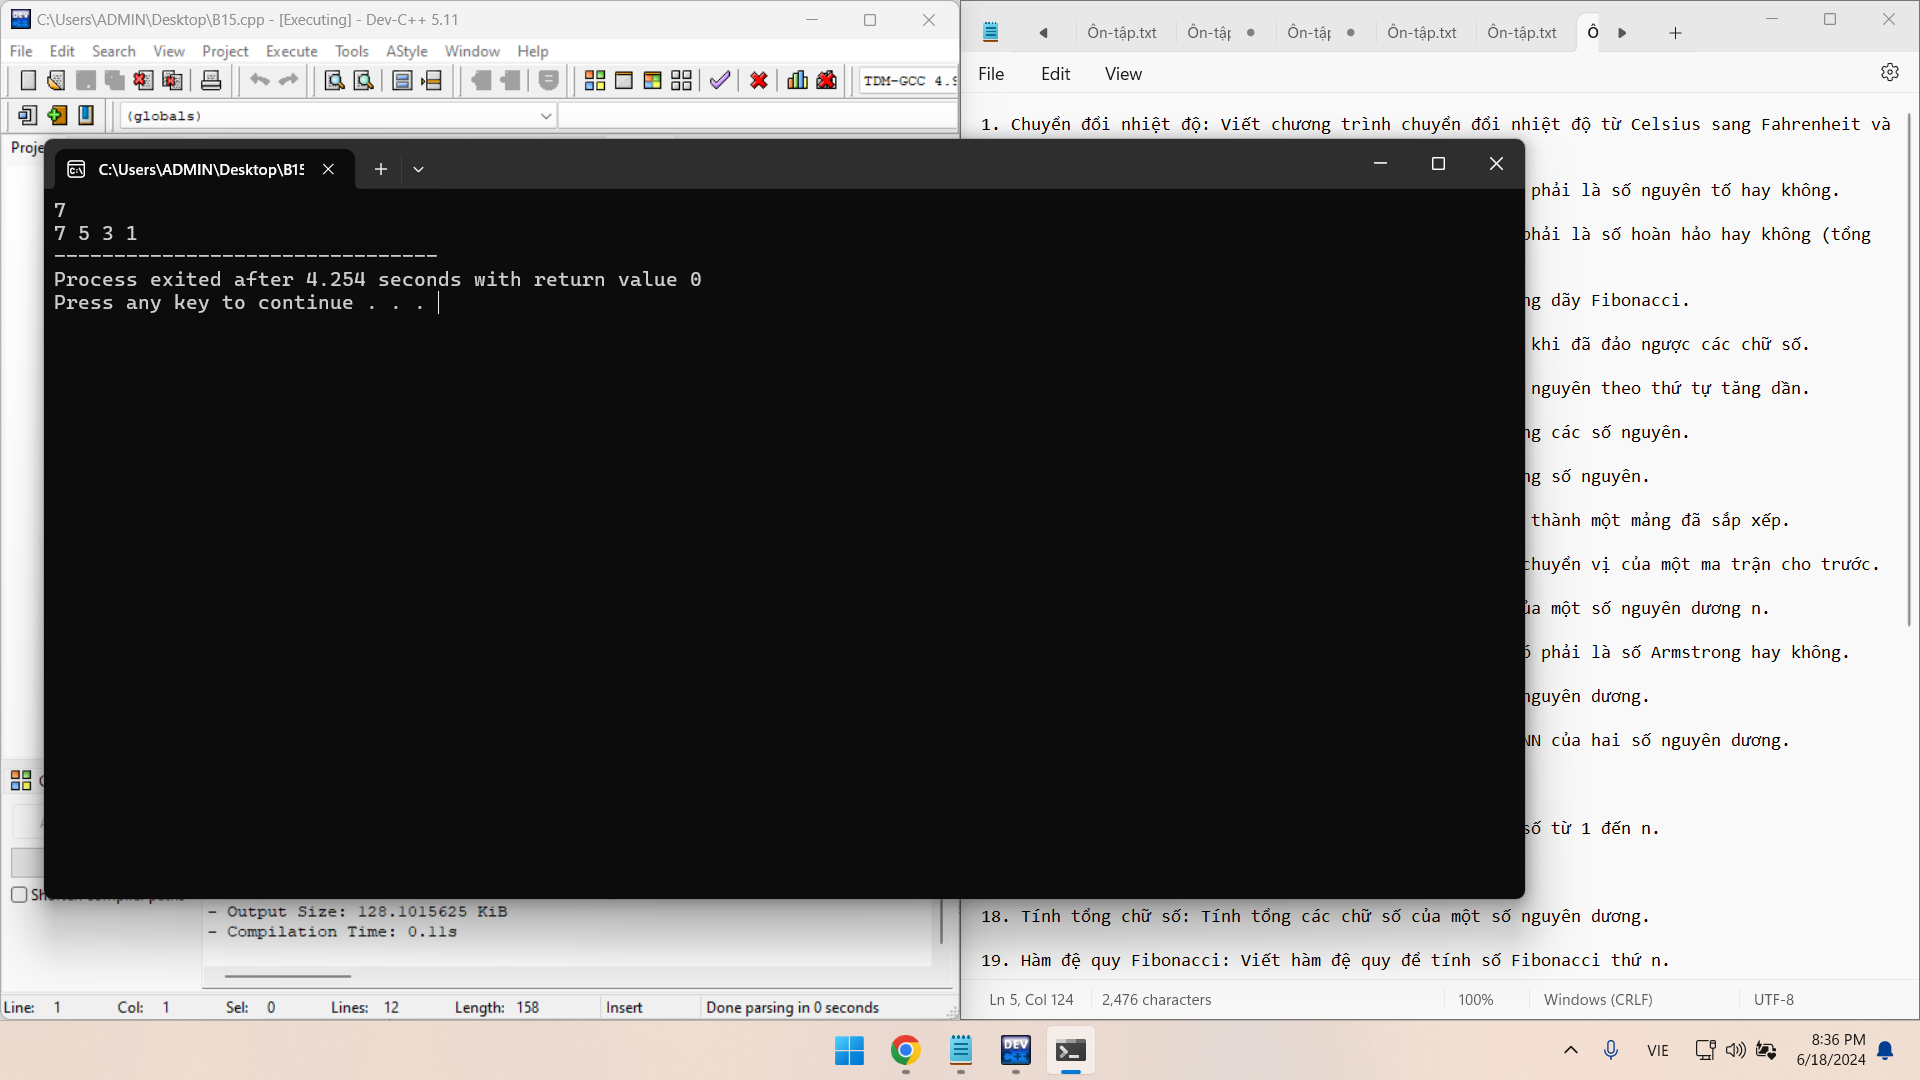 C:\Users\ADMIN\Desktop\B15.cpp - [Executing] - Dev-C++ 5.11
File Edit Search View Project Execute Tools AStyle Window Help
TDM-GCC 4.9
(globals)
C:\Users\ADMIN\Desktop\B15
7
7 5 3 1
--------------------------------
Process exited after 4.254 seconds with return value 0
Press any key to continue . . .
- Output Size: 128.1015625 KiB
- Compilation Time: 0.11s
Line: 1 Col: 1 Sel: 0 Lines: 12 Length: 158 Insert Done parsing in 0 seconds
Ôn-tập.txt Ôn-tập Ôn-tập Ôn-tập.txt Ôn-tập.txt Ô
File Edit View
1. Chuyển đổi nhiệt độ: Viết chương trình chuyển đổi nhiệt độ từ Celsius sang Fahrenheit và
phải là số nguyên tố hay không.
phải là số hoàn hảo hay không (tổng
ng dãy Fibonacci.
khi đã đảo ngược các chữ số.
nguyên theo thứ tự tăng dần.
ng các số nguyên.
ng số nguyên.
thành một mảng đã sắp xếp.
chuyển vị của một ma trận cho trước.
ủa một số nguyên dương n.
ó phải là số Armstrong hay không.
nguyên dương.
NN của hai số nguyên dương.
số từ 1 đến n.
18. Tính tổng chữ số: Tính tổng các chữ số của một số nguyên dương.
19. Hàm đệ quy Fibonacci: Viết hàm đệ quy để tính số Fibonacci thứ n.
Ln 5, Col 124 2,476 characters 100% Windows (CRLF) UTF-8
DEV C++
VIE
8:36 PM
6/18/2024